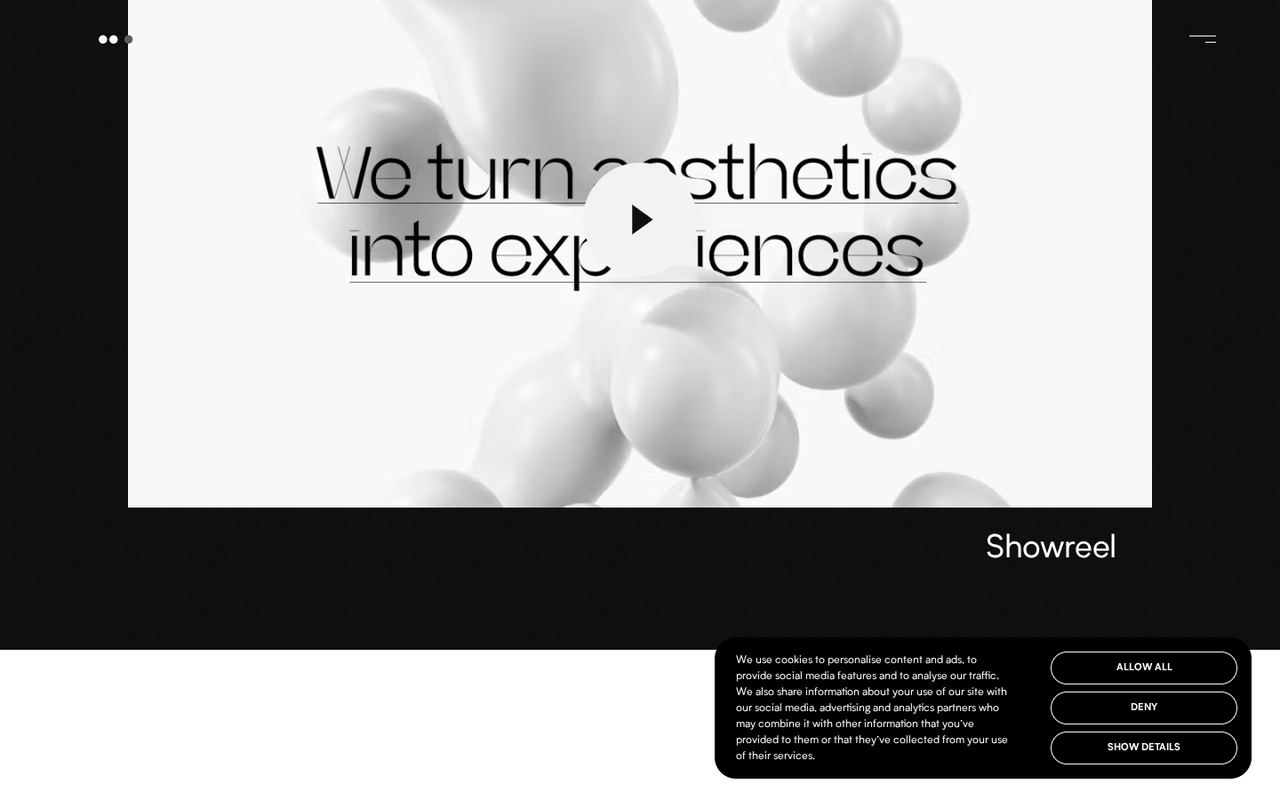 We turn aesthetics
into exp iences
Showreel
We use cookies to personalise content and ads, to
provide social media features and to analyse our traffic.
We also share information about your use of our site with
our social media, advertising and analytics partners who
may combine it with other information that you've
provided to them or that they've collected from your use
of their services.
ALLOW ALL
DENY
SHOW DETAILS